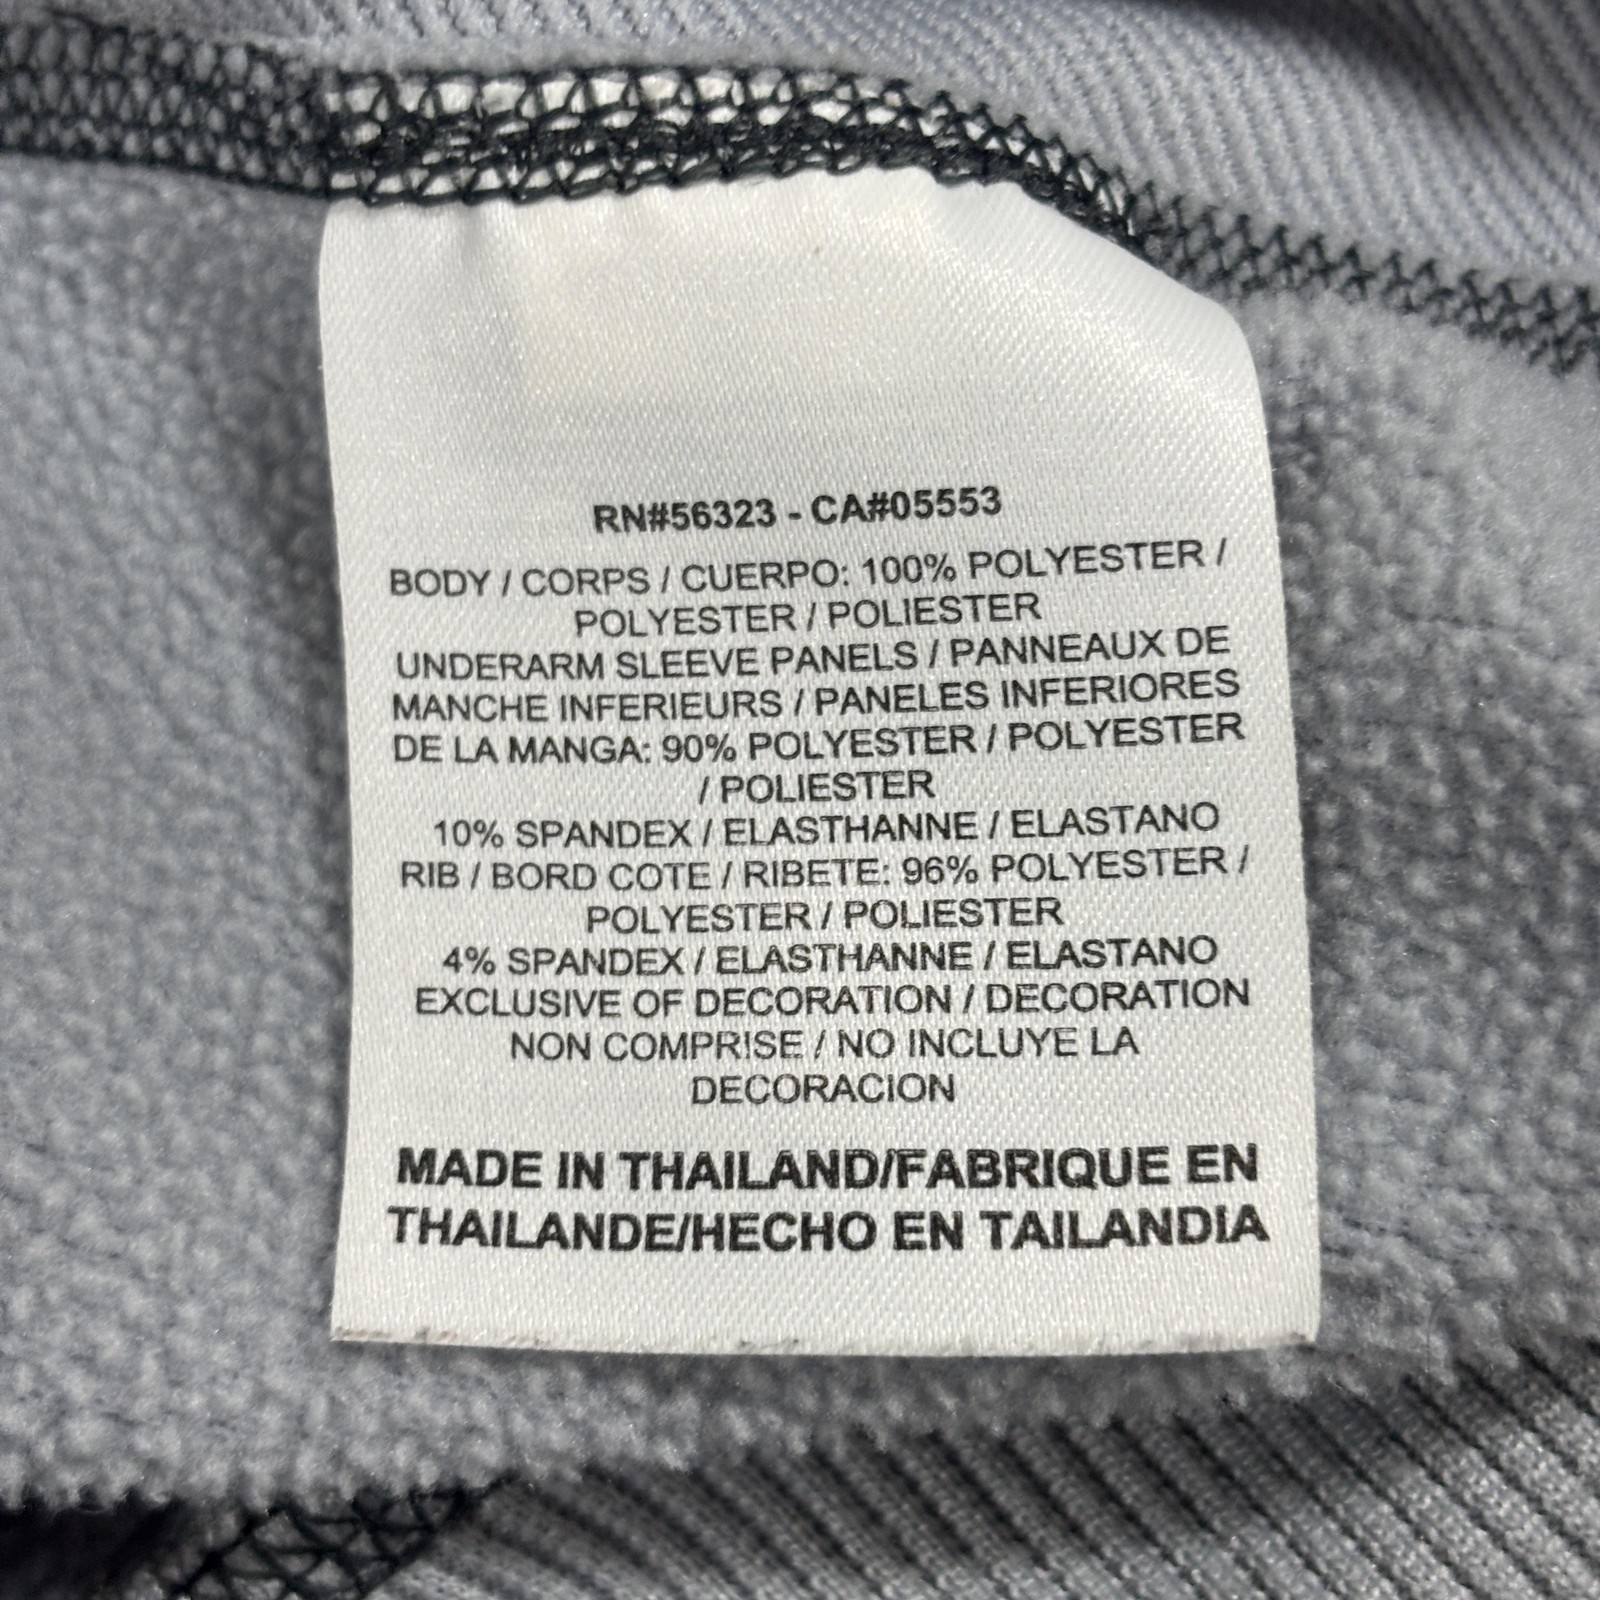 RN#56323 - CA#05553
BODY / CORPS / CUERPO: 100% POLYESTER /
POLYESTER / POLIESTER
UNDERARM SLEEVE PANELS / PANNEAUX DE
MANCHE INFERIEURS / PANELES INFERIORES
DE LA MANGA: 90% POLYESTER / POLYESTER
/ POLIESTER
10% SPANDEX / ELASTHANNE / ELASTANO
RIB / BORD COTE / RIBETE: 96% POLYESTER /
POLYESTER / POLIESTER
4% SPANDEX / ELASTHANNE / ELASTANO
EXCLUSIVE OF DECORATION / DECORATION
NON COMPRISE / NO INCLUYE LA
DECORACION
MADE IN THAILAND/FABRIQUE EN
THAILANDE/HECHO EN TAILANDIA